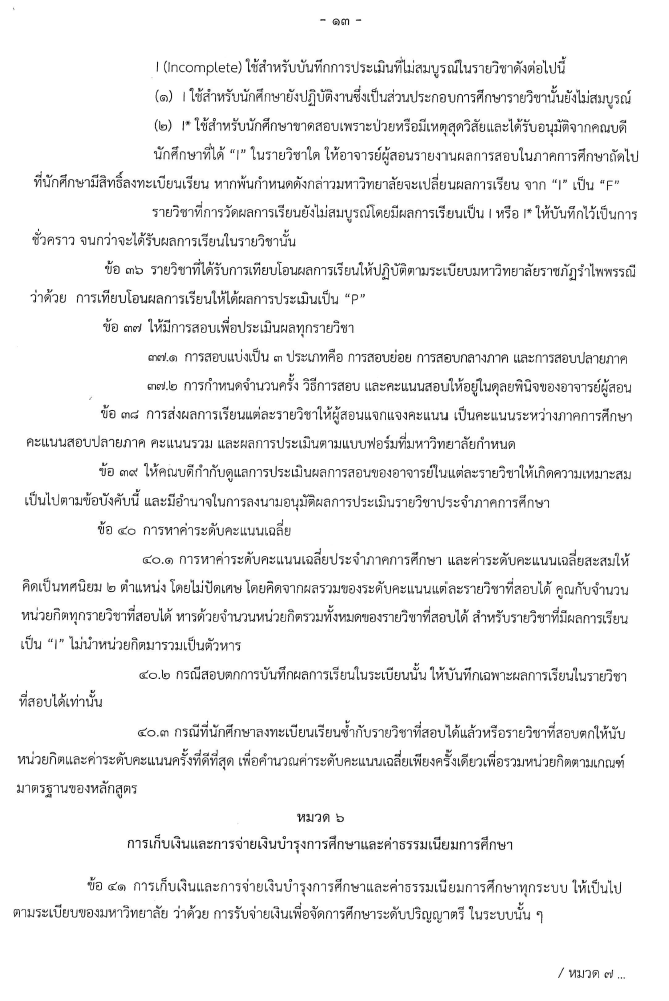 - ๑๓ -
I (Incomplete) ใช้สำหรับบันทึกการประเมินที่ไม่สมบูรณ์ในรายวิชาดังต่อไปนี้
(๑) I ใช้สำหรับนักศึกษายังปฏิบัติงานซึ่งเป็นส่วนประกอบการศึกษารายวิชานั้นยังไม่สมบูรณ์
(๒) I* ใช้สำหรับนักศึกษาขาดสอบเพราะป่วยหรือมีเหตุสุดวิสัยและได้รับอนุมัติจากคณบดี
นักศึกษาที่ได้ “I” ในรายวิชาใด ให้อาจารย์ผู้สอนรายงานผลการสอบในภาคการศึกษาถัดไป
ที่นักศึกษามีสิทธิ์ลงทะเบียนเรียน หากพ้นกำหนดดังกล่าวมหาวิทยาลัยจะเปลี่ยนผลการเรียน จาก “I” เป็น “F”
รายวิชาที่การวัดผลการเรียนยังไม่สมบูรณ์โดยมีผลการเรียนเป็น I หรือ I* ให้บันทึกไว้เป็นการ
ชั่วคราว จนกว่าจะได้รับผลการเรียนในรายวิชานั้น
ข้อ ๓๖ รายวิชาที่ได้รับการเทียบโอนผลการเรียนให้ปฏิบัติตามระเบียบมหาวิทยาลัยราชภัฏรำไพพรรณี
ว่าด้วย การเทียบโอนผลการเรียนให้ได้ผลการประเมินเป็น “P”
ข้อ ๓๗ ให้มีการสอบเพื่อประเมินผลทุกรายวิชา
๓๗.๑ การสอบแบ่งเป็น ๓ ประเภทคือ การสอบย่อย การสอบกลางภาค และการสอบปลายภาค
๓๗.๒ การกำหนดจำนวนครั้ง วิธีการสอบ และคะแนนสอบให้อยู่ในดุลยพินิจของอาจารย์ผู้สอน
ข้อ ๓๘ การส่งผลการเรียนแต่ละรายวิชาให้ผู้สอนแจกแจงคะแนน เป็นคะแนนระหว่างภาคการศึกษา
คะแนนสอบปลายภาค คะแนนรวม และผลการประเมินตามแบบฟอร์มที่มหาวิทยาลัยกำหนด
ข้อ ๓๙ ให้คณบดีกำกับดูแลการประเมินผลการสอนของอาจารย์ในแต่ละรายวิชาให้เกิดความเหมาะสม
เป็นไปตามข้อบังคับนี้ และมีอำนาจในการลงนามอนุมัติผลการประเมินรายวิชาประจำภาคการศึกษา
ข้อ ๔๐ การหาค่าระดับคะแนนเฉลี่ย
๔๐.๑ การหาค่าระดับคะแนนเฉลี่ยประจำภาคการศึกษา และค่าระดับคะแนนเฉลี่ยสะสมให้
คิดเป็นทศนิยม ๒ ตำแหน่ง โดยไม่ปัดเศษ โดยคิดจากผลรวมของระดับคะแนนแต่ละรายวิชาที่สอบได้ คูณกับจำนวน
หน่วยกิตทุกรายวิชาที่สอบได้ หารด้วยจำนวนหน่วยกิตรวมทั้งหมดของรายวิชาที่สอบได้ สำหรับรายวิชาที่มีผลการเรียน
เป็น “I” ไม่นำหน่วยกิตมารวมเป็นตัวหาร
๔๐.๒ กรณีสอบตกการบันทึกผลการเรียนในระเบียนนั้น ให้บันทึกเฉพาะผลการเรียนในรายวิชา
ที่สอบได้เท่านั้น
๔๐.๓ กรณีที่นักศึกษาลงทะเบียนเรียนซ้ำกับรายวิชาที่สอบได้แล้วหรือรายวิชาที่สอบตกให้นับ
หน่วยกิตและค่าระดับคะแนนครั้งที่ดีที่สุด เพื่อคำนวณค่าระดับคะแนนเฉลี่ยเพียงครั้งเดียวเพื่อรวมหน่วยกิตตามเกณฑ์
มาตรฐานของหลักสูตร
หมวด ๖
การเก็บเงินและการจ่ายเงินบำรุงการศึกษาและค่าธรรมเนียมการศึกษา
ข้อ ๔๑ การเก็บเงินและการจ่ายเงินบำรุงการศึกษาและค่าธรรมเนียมการศึกษาทุกระบบ ให้เป็นไป
ตามระเบียบของมหาวิทยาลัย ว่าด้วย การรับจ่ายเงินเพื่อจัดการศึกษาระดับปริญญาตรี ในระบบนั้น ๆ
/ หมวด ๗ ...